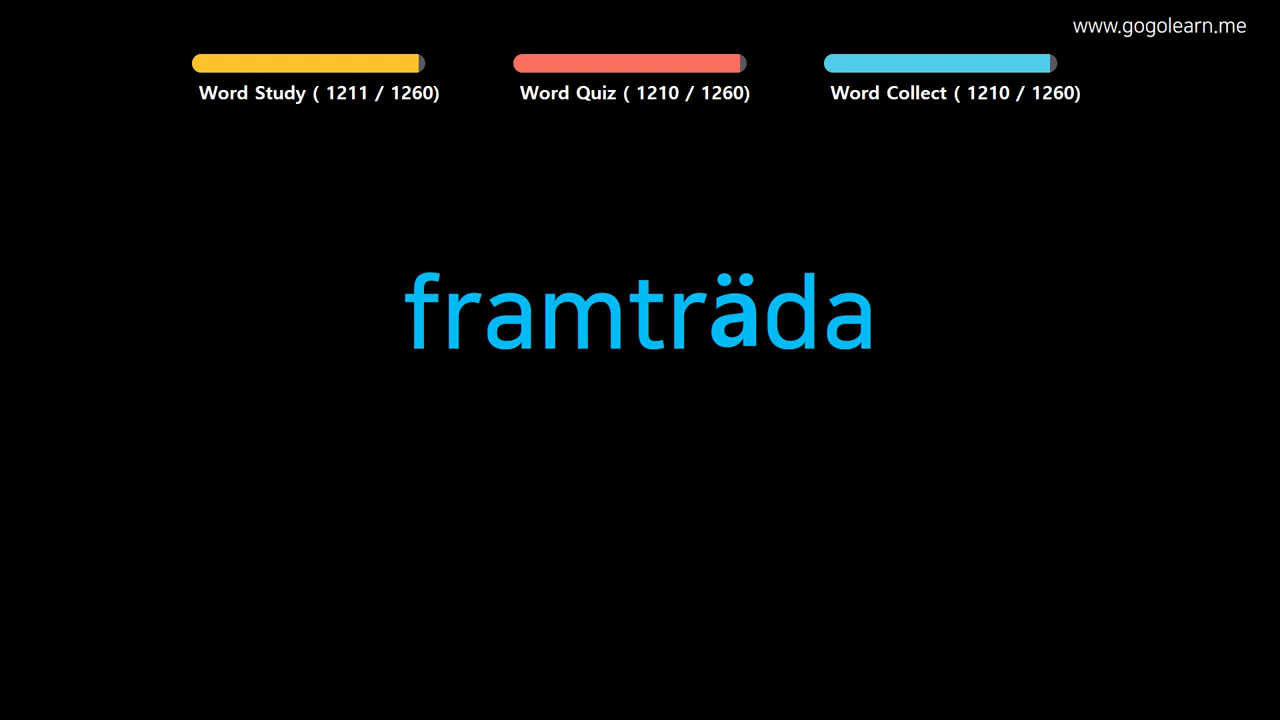 www.gogolearn.me
Word Study ( 1211 / 1260)
Word Quiz ( 1210 / 1260)
Word Collect ( 1210 / 1260)
framträda